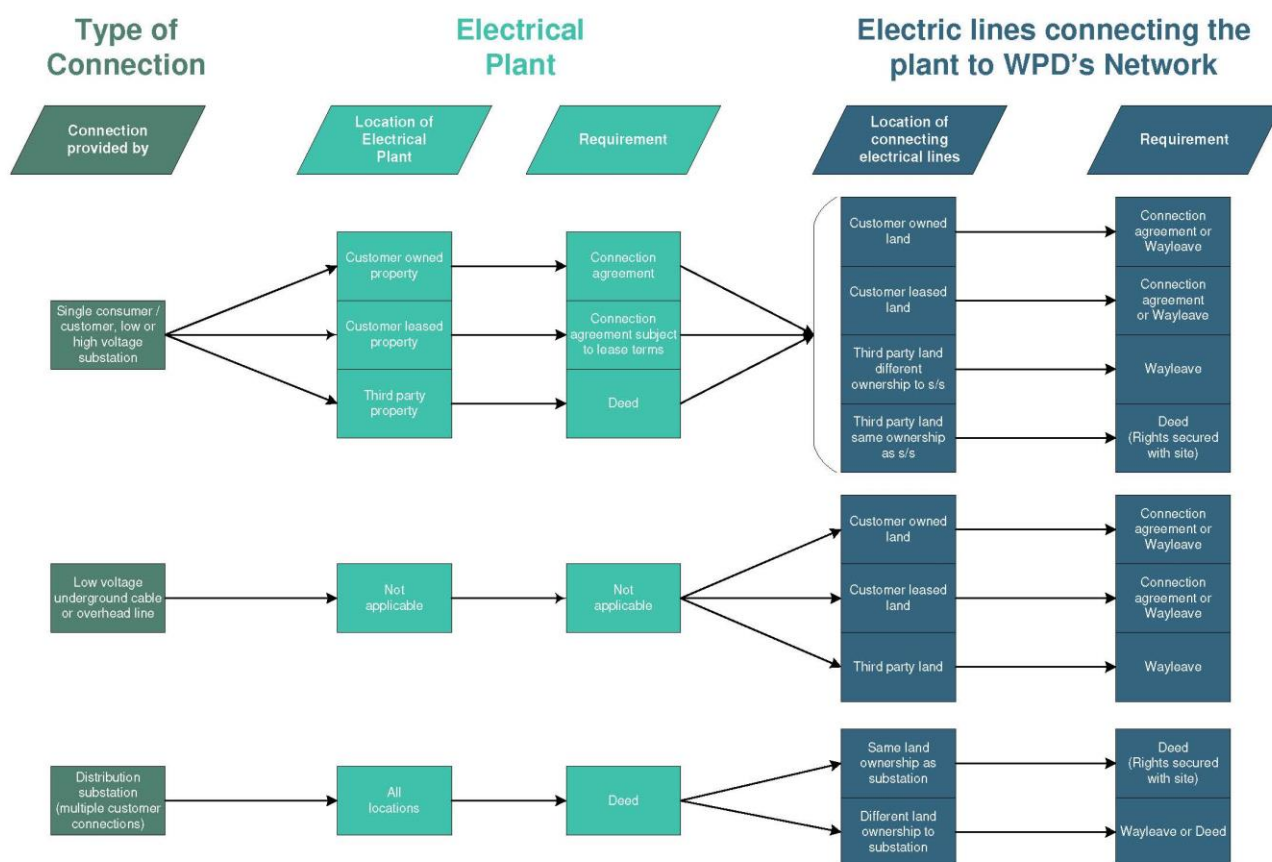 Type of
Connection
Electrical
Plant
Electric lines connecting the
plant to WPD's Network
Connection
provided by
Location of
Electrical
Plant
Requirement
Location of
connecting
electrical lines
Requirement
Single consumer /
customer, low or
high voltage
substation
Customer owned
property
Connection
agreement
Customer leased
property
Connection
agreement subject
to lease terms
Third party
property
Deed
Customer owned
land
Connection
agreement or
Wayleave
Customer leased
land
Connection
agreement
or Wayleave
Third party land
different
ownership to s/s
Wayleave
Third party land
same ownership
as s/s
Deed
(Rights secured
with site)
Low voltage
underground cable
or overhead line
Not
applicable
Not
applicable
Customer owned
land
Connection
agreement or
Wayleave
Customer leased
land
Connection
agreement or
Wayleave
Third party land
Wayleave
Distribution
substation
(multiple customer
connections)
All
locations
Deed
Same land
ownership as
substation
Deed
(Rights secured
with site)
Different land
ownership to
substation
Wayleave or Deed